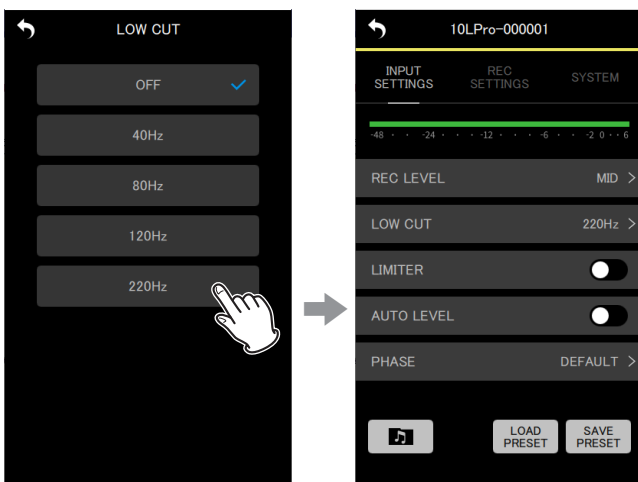 LOW CUT
OFF
40Hz
80Hz
120Hz
220Hz
10LPro-000001
INPUT
SETTINGS
REC
SETTINGS
SYSTEM
-48 · · -24 · · · -12 · · · -6 · · -2 0 · · 6
REC LEVEL MID >
LOW CUT 220Hz >
LIMITER
AUTO LEVEL
PHASE DEFAULT >
LOAD
PRESET
SAVE
PRESET